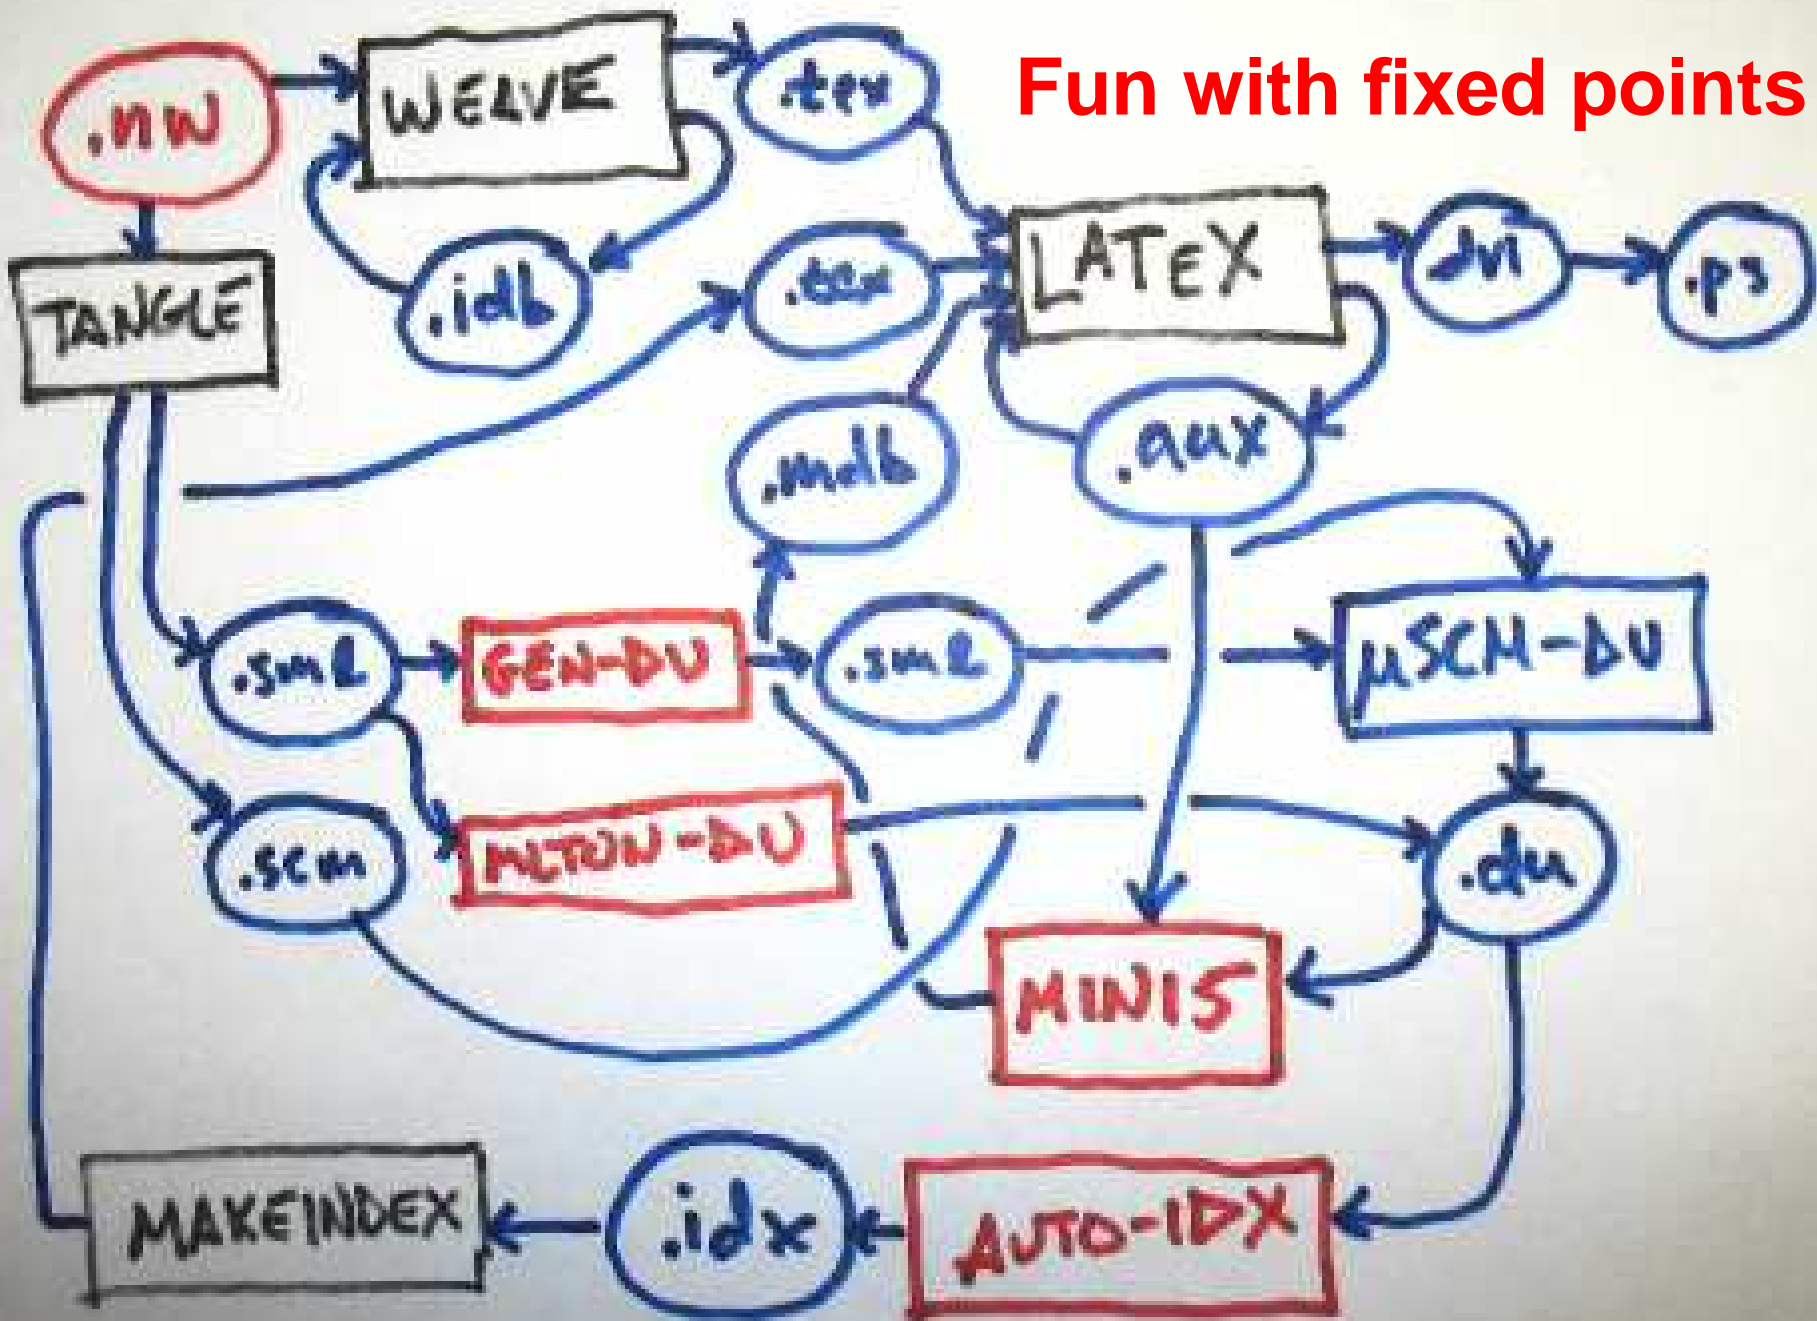 Fun with fixed points
.nw
WEAVE
.tex
.idb
TANGLE
.tex
LATEX
.dvi
.ps
.mdb
.aux
.sml
GEN-DU
.sml
μSCM-DU
.scm
MLTON-DU
.du
MINIS
MAKEINDEX
.idx
AUTO-IDX